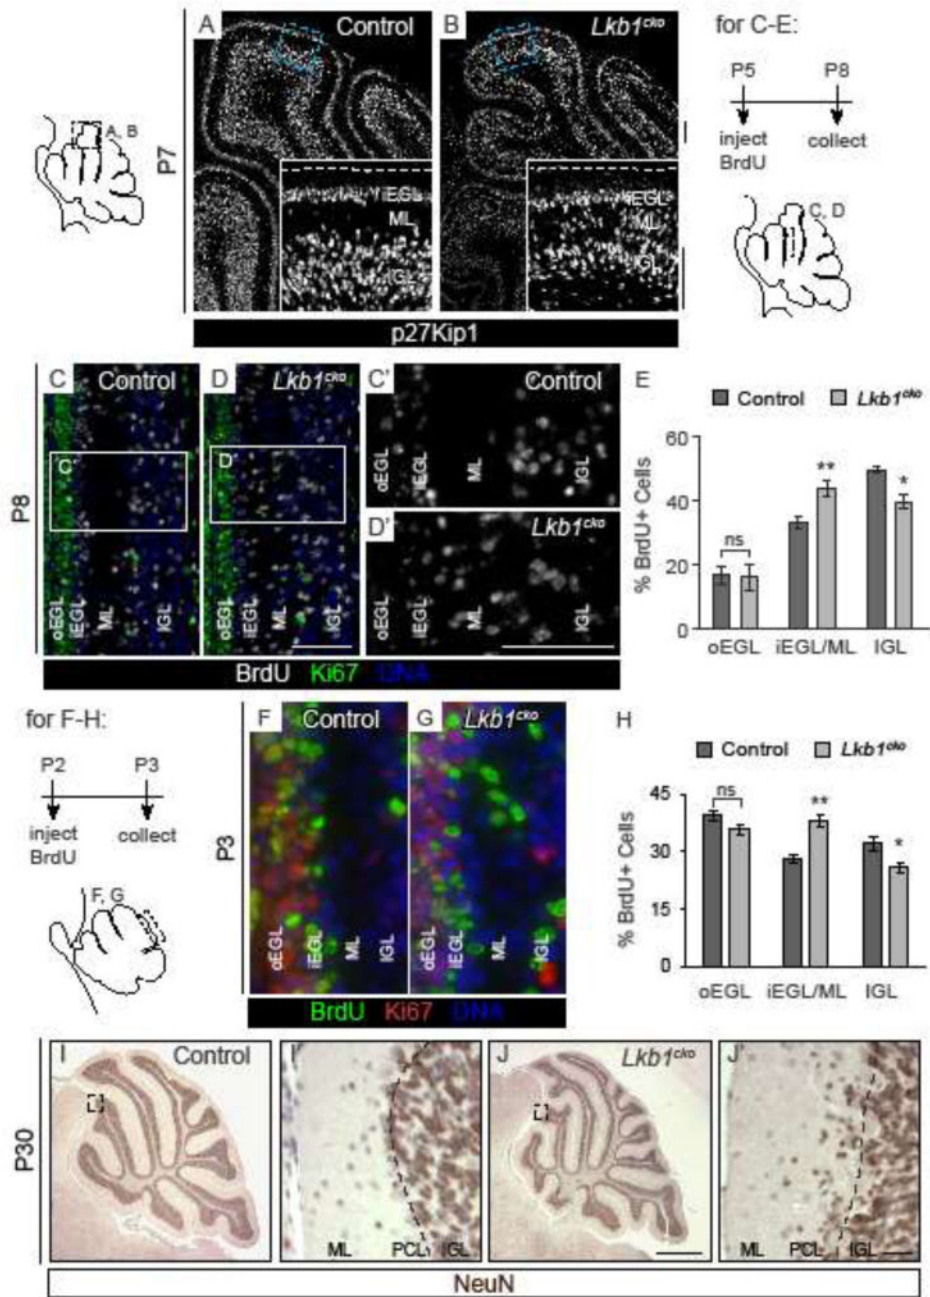 A Control
B Lkb1cko
for C-E:
P5 P8
inject BrdU
collect
A, B
P7
EGL
ML
IGL
EGL
ML
IGL
C, D
p27Kip1
C Control
D Lkb1cko
C' Control
E
Control Lkb1cko
P8
C'
D'
oEGL iEGL ML IGL
oEGL iEGL ML IGL
oEGL iEGL ML IGL
D' Lkb1cko
oEGL iEGL ML IGL
BrdU Ki67 DNA
% BrdU+ Cells
60
40
20
0
ns
**
*
oEGL iEGL/ML IGL
for F-H:
P2 P3
inject BrdU
collect
F, G
P3
F Control
G Lkb1cko
oEGL iEGL ML IGL
oEGL iEGL ML IGL
BrdU Ki67 DNA
H
Control Lkb1cko
% BrdU+ Cells
45
30
15
0
ns
**
*
oEGL iEGL/ML IGL
P30
I Control
I'
J Lkb1cko
J'
ML PCL IGL
ML PCL IGL
NeuN